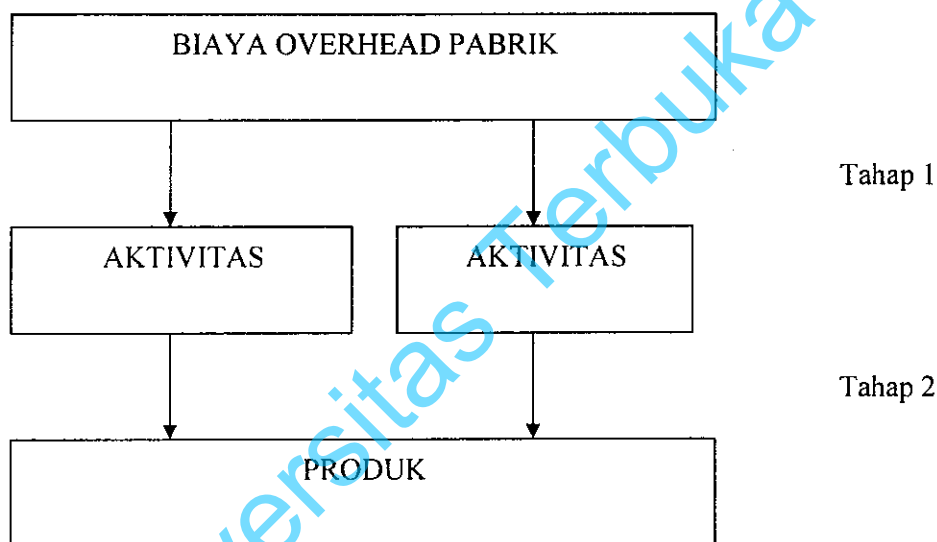 BIAYA OVERHEAD PABRIK
Tahap 1
AKTIVITAS
AKTIVITAS
Tahap 2
PRODUK
Universitas Terbuka